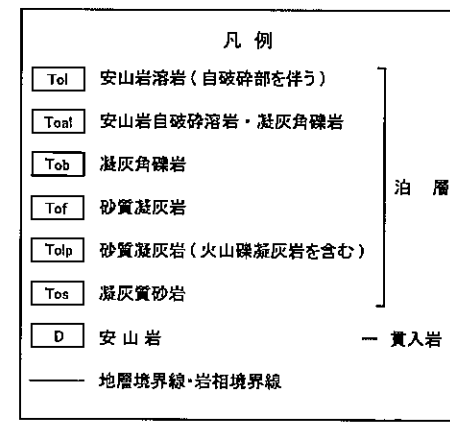 凡 例
Tol 安山岩溶岩(自破砕部を伴う)
Toat 安山岩自破砕溶岩・凝灰角礫岩
Tob 凝灰角礫岩
泊 層
Tof 砂質凝灰岩
Tolp 砂質凝灰岩(火山礫凝灰岩を含む)
Tos 凝灰質砂岩
D 安 山 岩 ー 貫入岩
地層境界線・岩相境界線